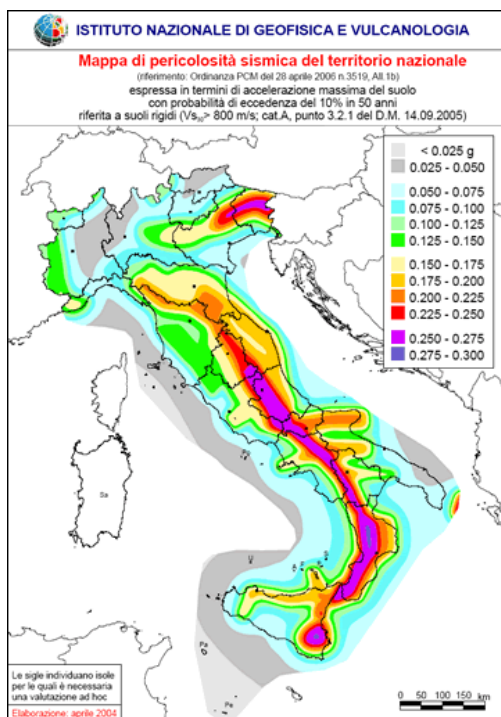 ISTITUTO NAZIONALE DI GEOFISICA E VULCANOLOGIA
Mappa di pericolosità sismica del territorio nazionale
(riferimento: Ordinanza PCM del 28 aprile 2006 n.3519, All.1b)
espressa in termini di accelerazione massima del suolo
con probabilità di eccedenza del 10% in 50 anni
riferita a suoli rigidi (Vs₃₀> 800 m/s; cat.A, punto 3.2.1 del D.M. 14.09.2005)
< 0.025 g
0.025 - 0.050
0.050 - 0.075
0.075 - 0.100
0.100 - 0.125
0.125 - 0.150
0.150 - 0.175
0.175 - 0.200
0.200 - 0.225
0.225 - 0.250
0.250 - 0.275
0.275 - 0.300
Sa
U
Pa
Pe
Le sigle individuano isole
per le quali è necessaria
una valutazione ad hoc
Elaborazione: aprile 2004
0 50 100 150 km